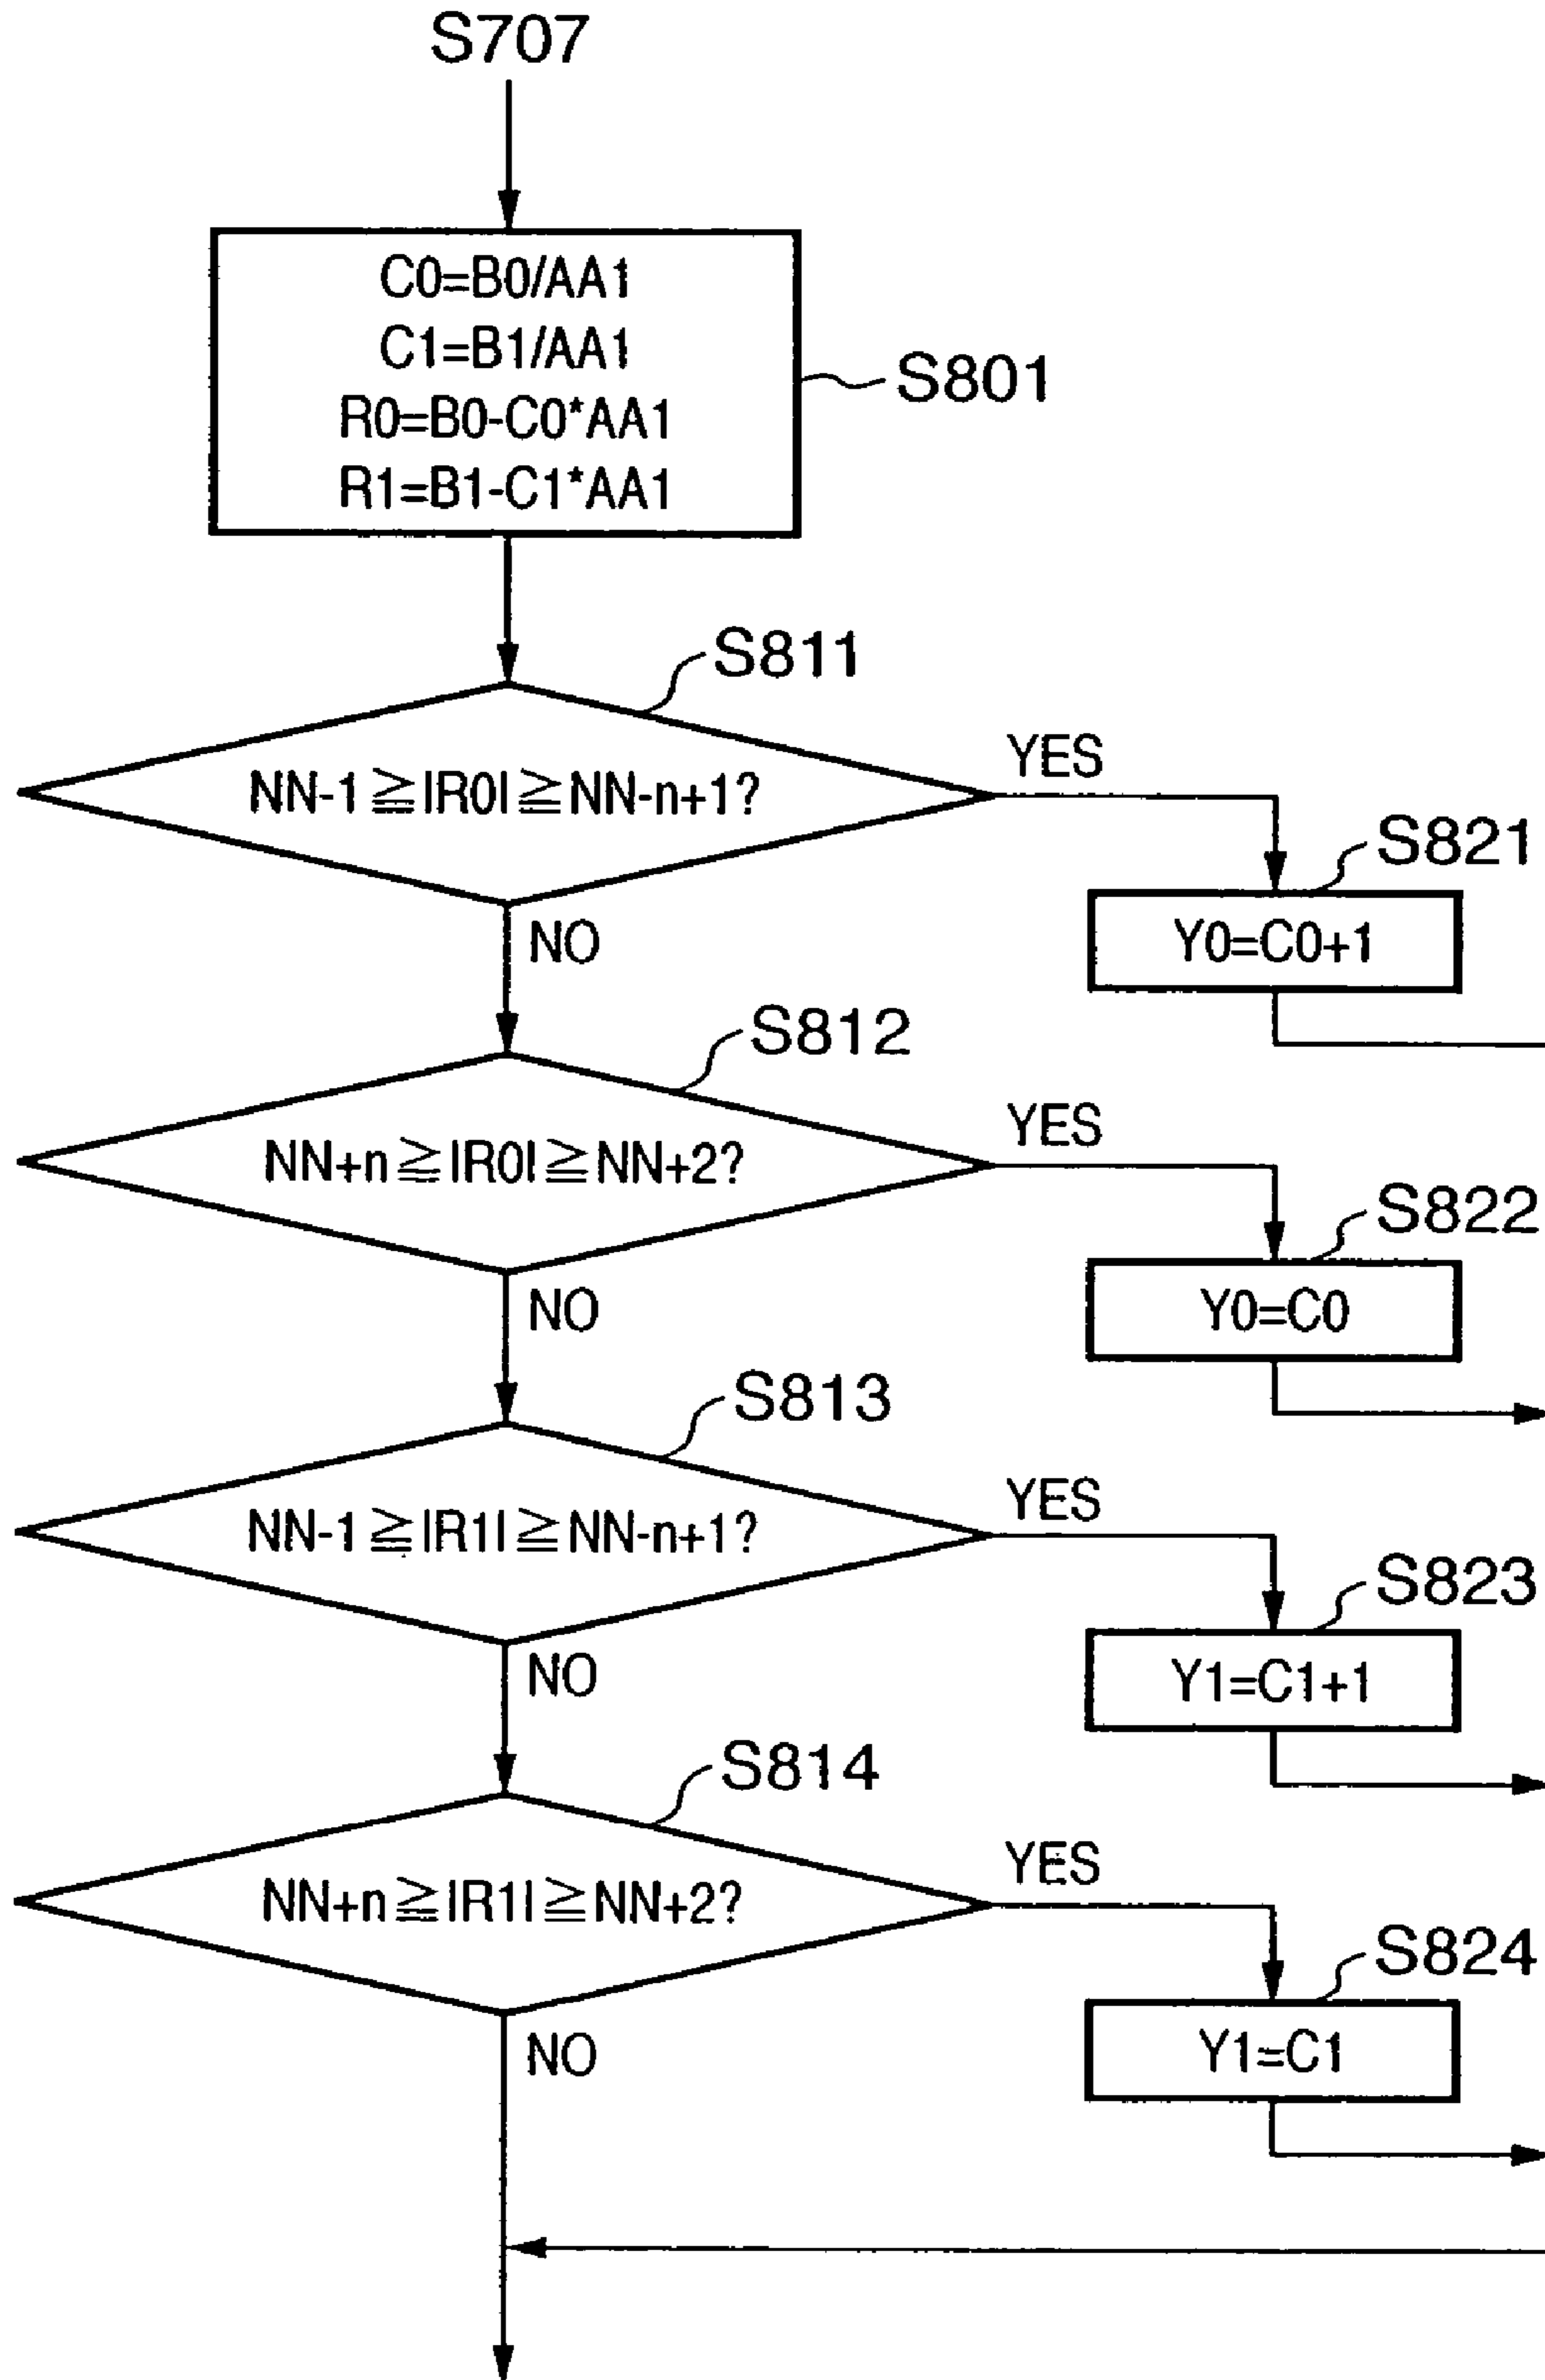 S707
C0=B0/AA1
C1=B1/AA1
R0=B0-C0*AA1
R1=B1-C1*AA1
S801
S811
NN-1≧|R0|≧NN-n+1?
YES
S821
Y0=C0+1
NO
S812
NN+n≧|R0|≧NN+2?
YES
S822
Y0=C0
NO
S813
NN-1≧|R1|≧NN-n+1?
YES
S823
Y1=C1+1
NO
S814
NN+n≧|R1|≧NN+2?
YES
S824
Y1=C1
NO